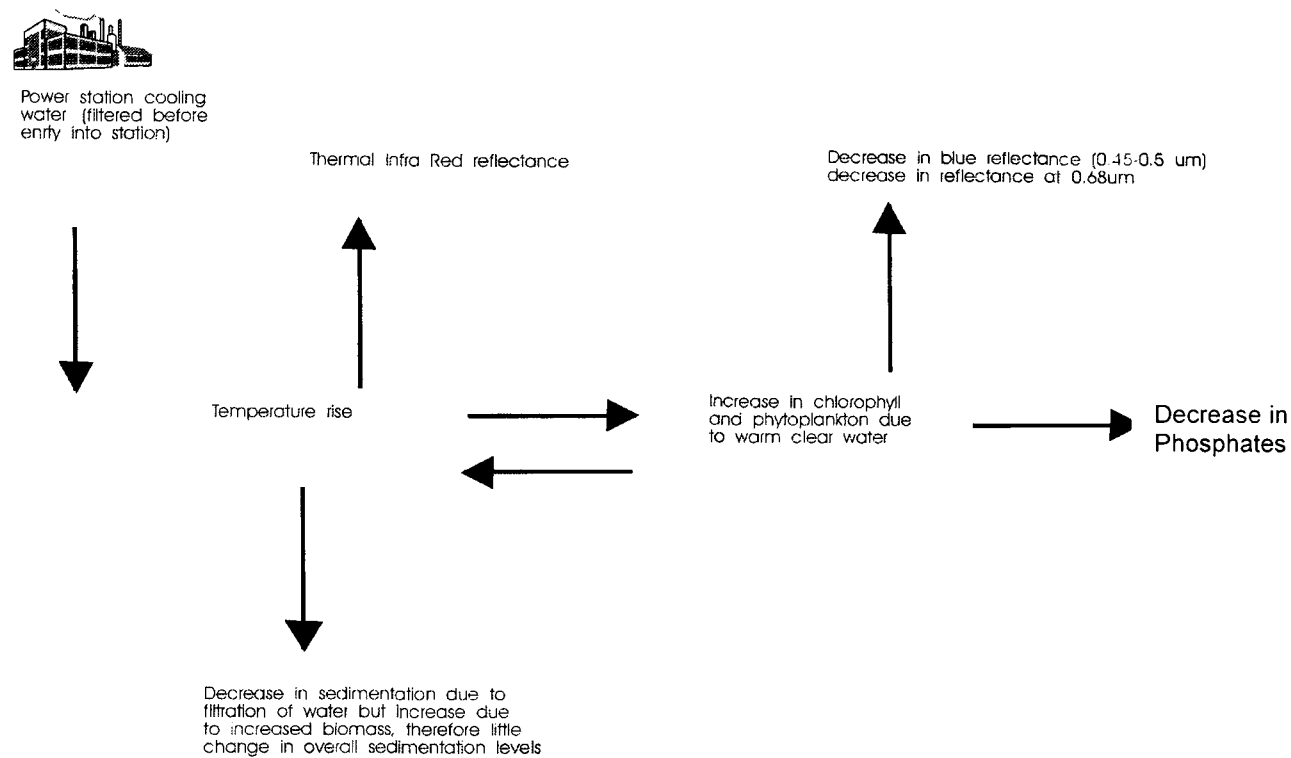 Power station cooling
water (filtered before
enrty into station)
Thermal Infra Red reflectance
Decrease in blue reflectance (0.45-0.5 um)
decrease in reflectance at 0.68um
Temperature rise
Increase in chlorophyll
and phytoplankton due
to warm clear water
Decrease in
Phosphates
Decrease in sedimentation due to
filtration of water but increase due
to increased biomass, therefore little
change in overall sedimentation levels